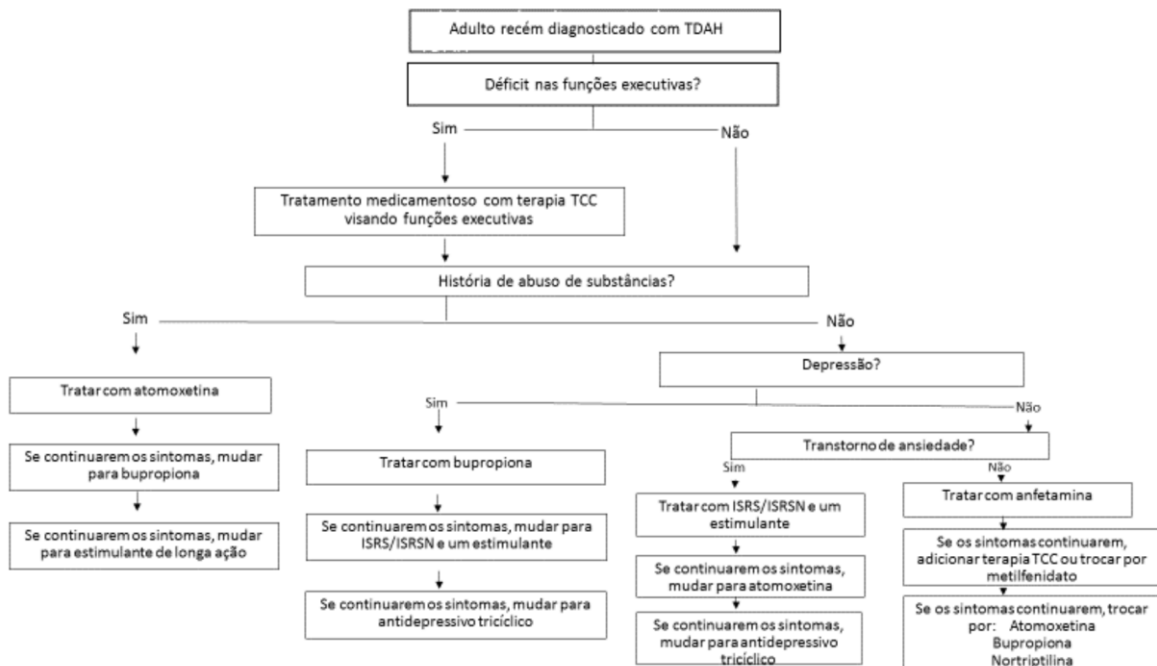 Adulto recém diagnosticado com TDAH
Déficit nas funções executivas?
Sim
Não
Tratamento medicamentoso com terapia TCC
visando funções executivas
História de abuso de substâncias?
Sim
Não
Depressão?
Tratar com atomoxetina
Sim
Não
Transtorno de ansiedade?
Se continuarem os sintomas, mudar
para bupropiona
Tratar com bupropiona
Sim
Não
Tratar com ISRS/ISRSN e um
estimulante
Tratar com anfetamina
Se continuarem os sintomas, mudar
para estimulante de longa ação
Se continuarem os sintomas, mudar para
ISRS/ISRSN e um estimulante
Se os sintomas continuarem,
adicionar terapia TCC ou trocar por
metilfenidato
Se continuarem os sintomas,
mudar para atomoxetina
Se continuarem os sintomas, mudar para
antidepressivo tricíclico
Se continuarem os sintomas,
mudar para antidepressivo
tricíclico
Se os sintomas continuarem, trocar
por: Atomoxetina
Bupropiona
Nortriptilina